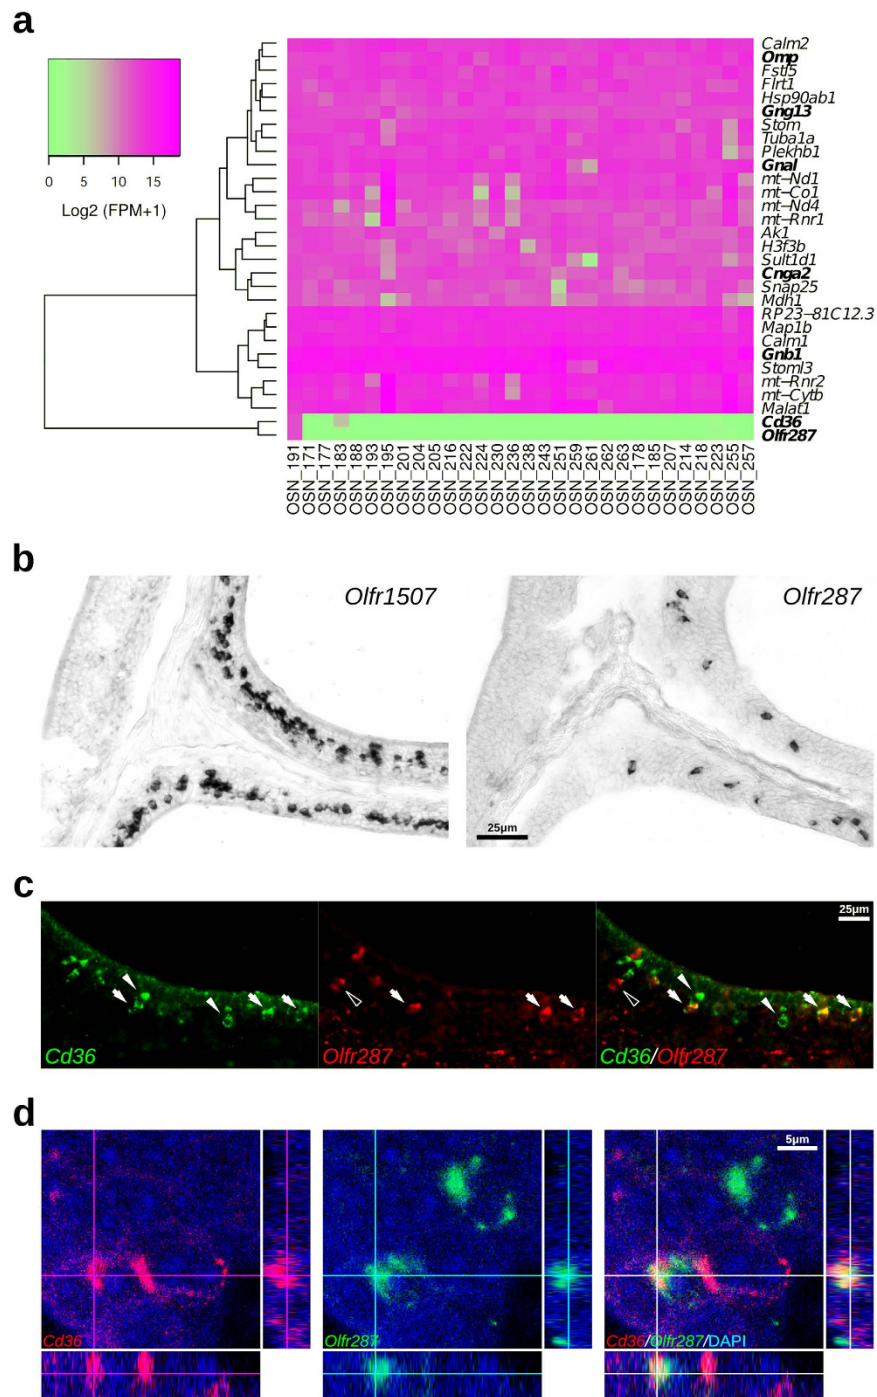 a
0 5 10 15
Log2 (FPM+1)
Calm2
Omp
Fstl5
Flrt1
Hsp90ab1
Gng13
Stom
Tuba1a
Plekhb1
Gnal
mt−Nd1
mt−Co1
mt−Nd4
mt−Rnr1
Ak1
H3f3b
Sult1d1
Cnga2
Snap25
Mdh1
RP23−81C12.3
Map1b
Calm1
Gnb1
Stoml3
mt−Rnr2
mt−Cytb
Malat1
Cd36
Olfr287
OSN_191
OSN_171
OSN_177
OSN_183
OSN_188
OSN_193
OSN_195
OSN_201
OSN_204
OSN_205
OSN_216
OSN_222
OSN_224
OSN_230
OSN_236
OSN_238
OSN_243
OSN_251
OSN_259
OSN_261
OSN_262
OSN_263
OSN_178
OSN_185
OSN_207
OSN_214
OSN_218
OSN_223
OSN_255
OSN_257
b
Olfr1507
Olfr287
25µm
c
25µm
Cd36
Olfr287
Cd36/Olfr287
d
5µm
Cd36
Olfr287
Cd36/Olfr287/DAPI